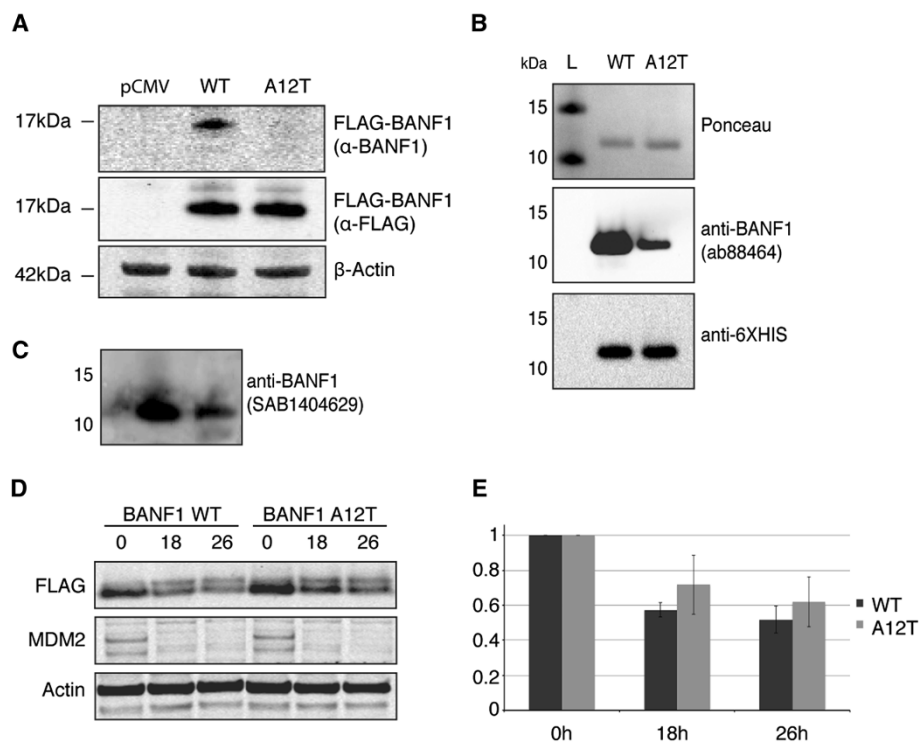 A
pCMV WT A12T
17kDa
FLAG-BANF1
(α-BANF1)
17kDa
FLAG-BANF1
(α-FLAG)
42kDa
β-Actin
B
kDa L WT A12T
15
10
Ponceau
15
10
anti-BANF1
(ab88464)
15
10
anti-6XHIS
C
15
10
anti-BANF1
(SAB1404629)
D
BANF1 WT BANF1 A12T
0 18 26 0 18 26
FLAG
MDM2
Actin
E
1
0.8
0.6
0.4
0.2
0
0h 18h 26h
WT
A12T